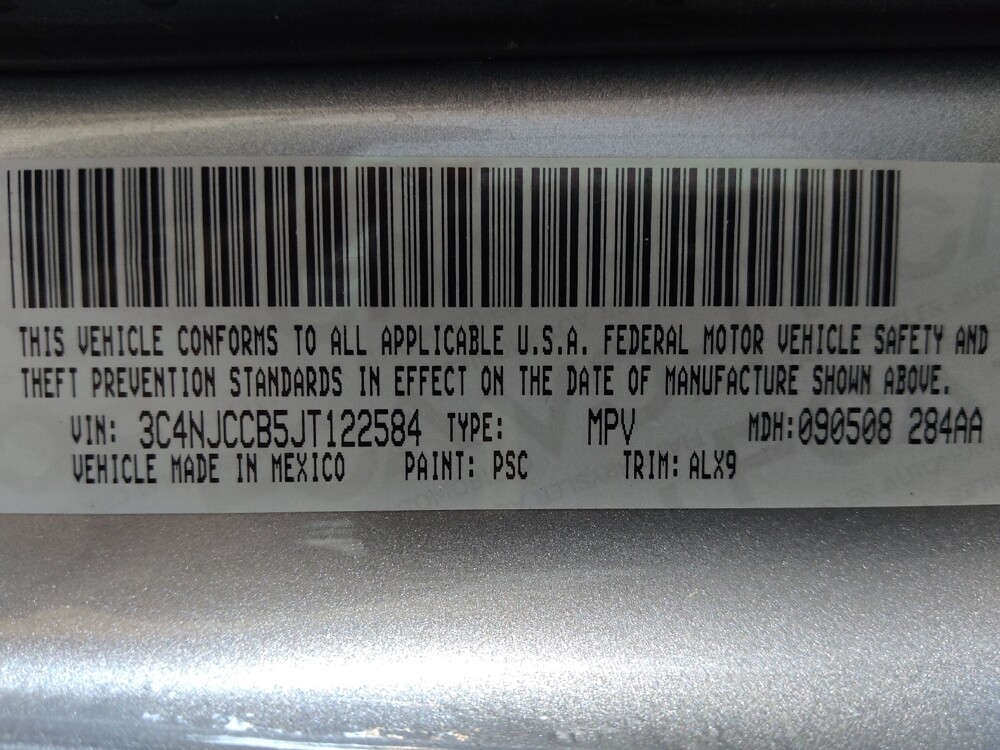 THIS VEHICLE CONFORMS TO ALL APPLICABLE U.S.A. FEDERAL MOTOR VEHICLE SAFETY AND
THEFT PREVENTION STANDARDS IN EFFECT ON THE DATE OF MANUFACTURE SHOWN ABOVE.
VIN: 3C4NJCCB5JT122584 TYPE: MPV MDH:090508 284AA
VEHICLE MADE IN MEXICO PAINT: PSC TRIM: ALX9